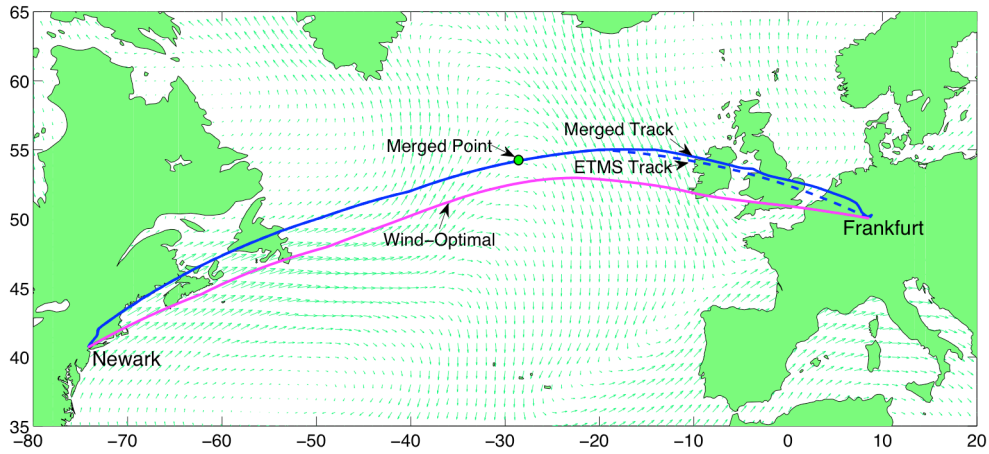 65
60
55
50
45
40
35
Merged Point
Merged Track
ETMS Track
Wind-Optimal
Frankfurt
Newark
-80 -70 -60 -50 -40 -30 -20 -10 0 10 20